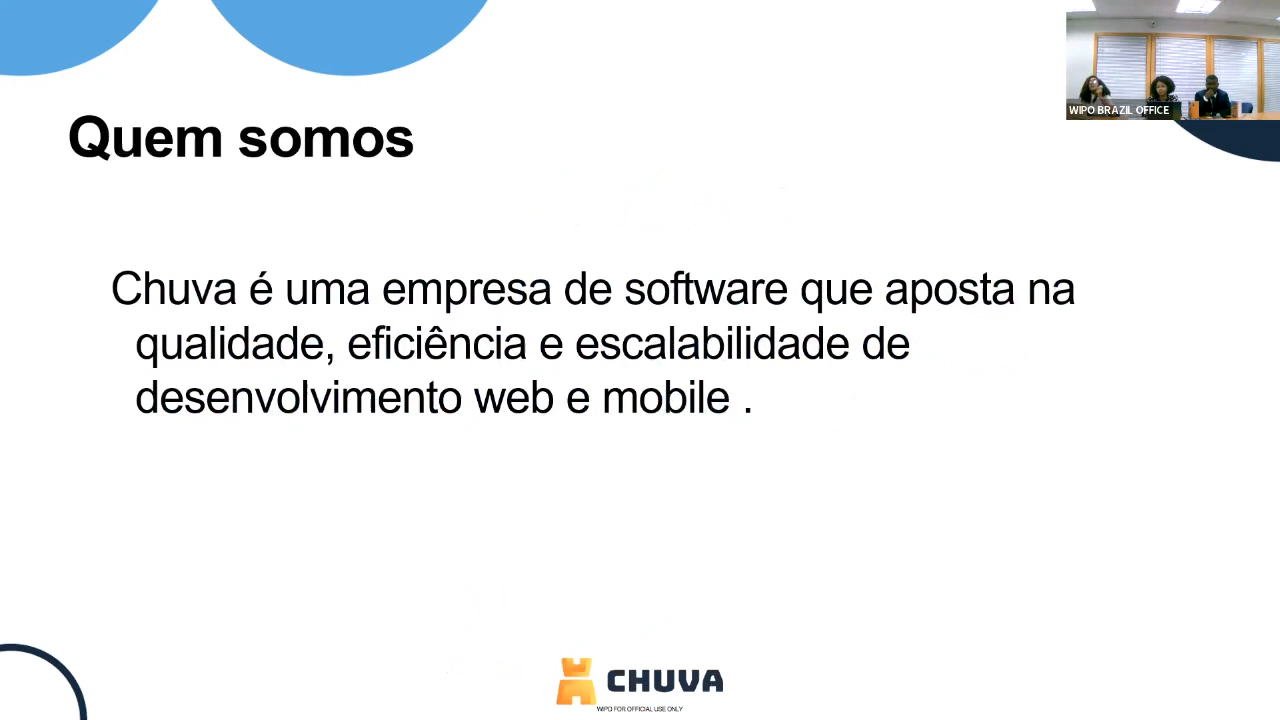 WIPO BRAZIL OFFICE
Quem somos
Chuva é uma empresa de software que aposta na
qualidade, eficiência e escalabilidade de
desenvolvimento web e mobile .
CHUVA
WIPO FOR OFFICIAL USE ONLY